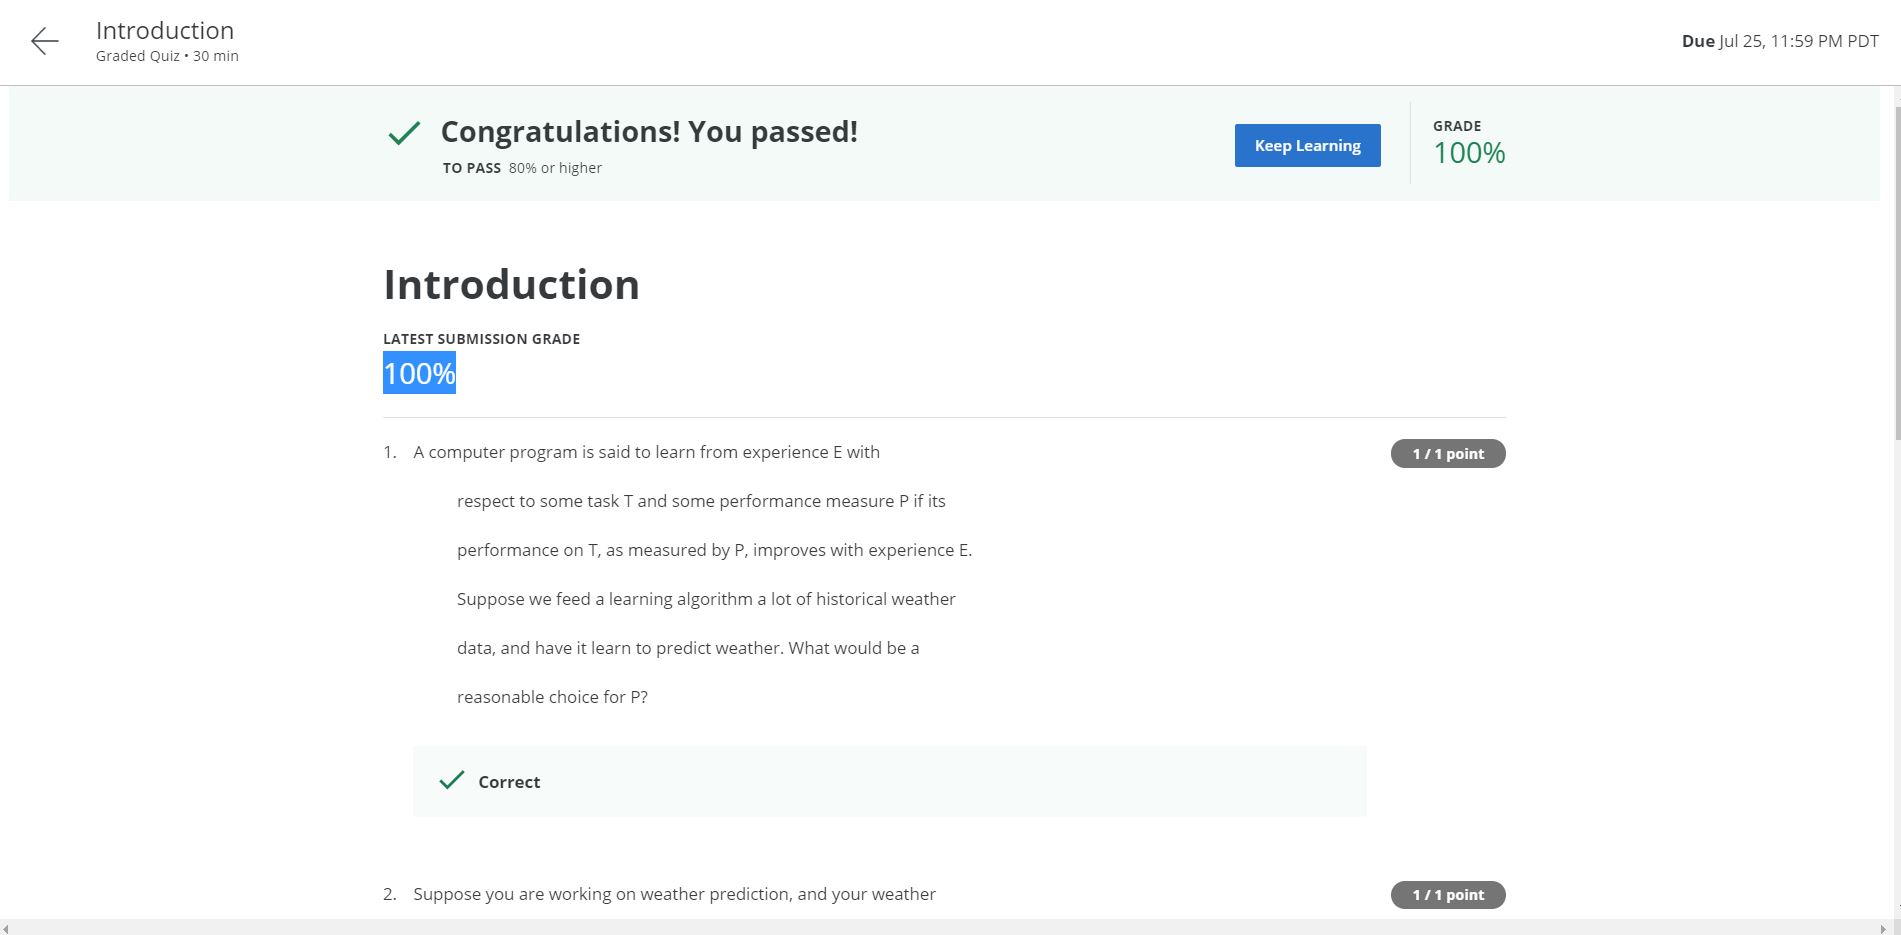 Introduction
Graded Quiz • 30 min
Due Jul 25, 11:59 PM PDT
Congratulations! You passed!
TO PASS 80% or higher
Keep Learning
GRADE
100%
Introduction
LATEST SUBMISSION GRADE
100%
1. A computer program is said to learn from experience E with
1 / 1 point
respect to some task T and some performance measure P if its
performance on T, as measured by P, improves with experience E.
Suppose we feed a learning algorithm a lot of historical weather
data, and have it learn to predict weather. What would be a
reasonable choice for P?
Correct
2. Suppose you are working on weather prediction, and your weather
1 / 1 point